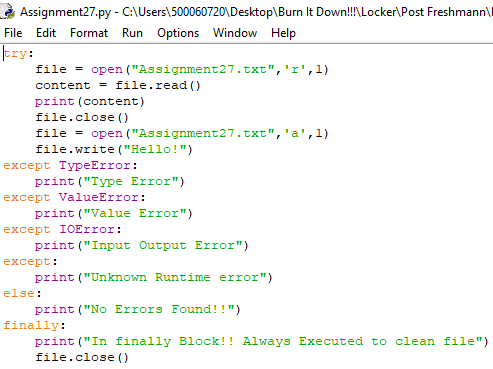 Assignment27.py - C:\Users\500060720\Desktop\Burn It Down!!!\Locker\Post Freshmann\
File Edit Format Run Options Window Help
try:
    file = open("Assignment27.txt",'r',1)
    content = file.read()
    print(content)
    file.close()
    file = open("Assignment27.txt",'a',1)
    file.write("Hello!")
except TypeError:
    print("Type Error")
except ValueError:
    print("Value Error")
except IOError:
    print("Input Output Error")
except:
    print("Unknown Runtime error")
else:
    print("No Errors Found!!")
finally:
    print("In finally Block!! Always Executed to clean file")
    file.close()